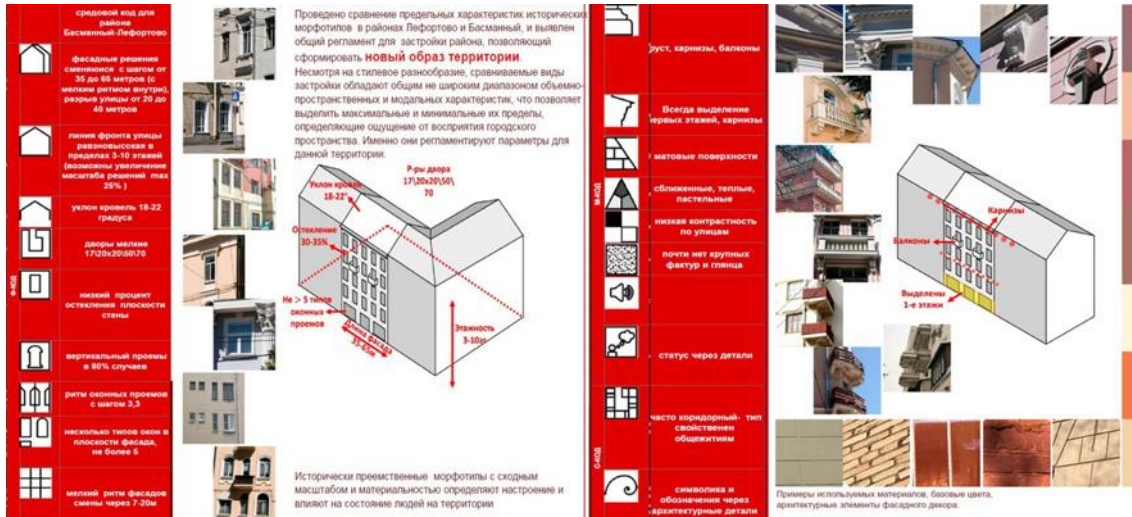 средовой код для
района
Басманный-Лефортово
фасадные решения
сменяются с шагом от
35 до 65 метров (с
мелким ритмом внутри),
разрыв улицы от 20 до
40 метров
линия фронта улицы
равзновысокая в
пределах 3-10 этажей
(возможны увеличение
масштаба решений max
25% )
уклон кровель 18-22
градуса
дворы мелкие
17\20х20\50\70
Ф-КОД
низкий процент
остекления плоскости
стены
вертикальный проемы
в 80% случаев
ритм оконных проемов
с шагом 3,3
несколько типов окон в
плоскости фасада,
не более 5
мелкий ритм фасадов
смены через 7-20м
Проведено сравнение предельных характеристик исторических
морфотипов в районах Лефортово и Басманный, и выявлен
общий регламент для застройки района, позволяющий
сформировать новый образ территории.
Несмотря на стилевое разнообразие, сравниваемые виды
застройки обладают общим не широким диапазоном объемно-
пространственных и модальных характеристик, что позволяет
выделить максимальные и минимальные их пределы,
определяющие ощущение от восприятия городского
пространства. Именно они регламентируют параметры для
данной территории.
Р-ры двора
17\20х20\50\
70
Уклон кровли
18-22°
Остекление
30-35%
Не > 5 типов
оконных
проемов
Длина фасада
35-65м
Этажность
3-10эт
Исторически преемственные морфотипы с сходным
масштабом и материальностью определяют настроение и
влияют на состояние людей на территории
руст, карнизы, балконы
Всегда выделение
первых этажей, карнизы
М-КОД
матовые поверхности
сближенные, теплые,
пастельные
низкая контрастность
по улицам
почти нет крупных
фактур и глянца
статус через детали
часто коридорный- тип
свойственен
общежитиям
С-КОД
символика и
обозначения через
архитектурные детали
Карнизы
Балконы
Выделены
1-е этажи
Примеры используемых материалов, базовые цвета,
архитектурные элементы фасадного декора.